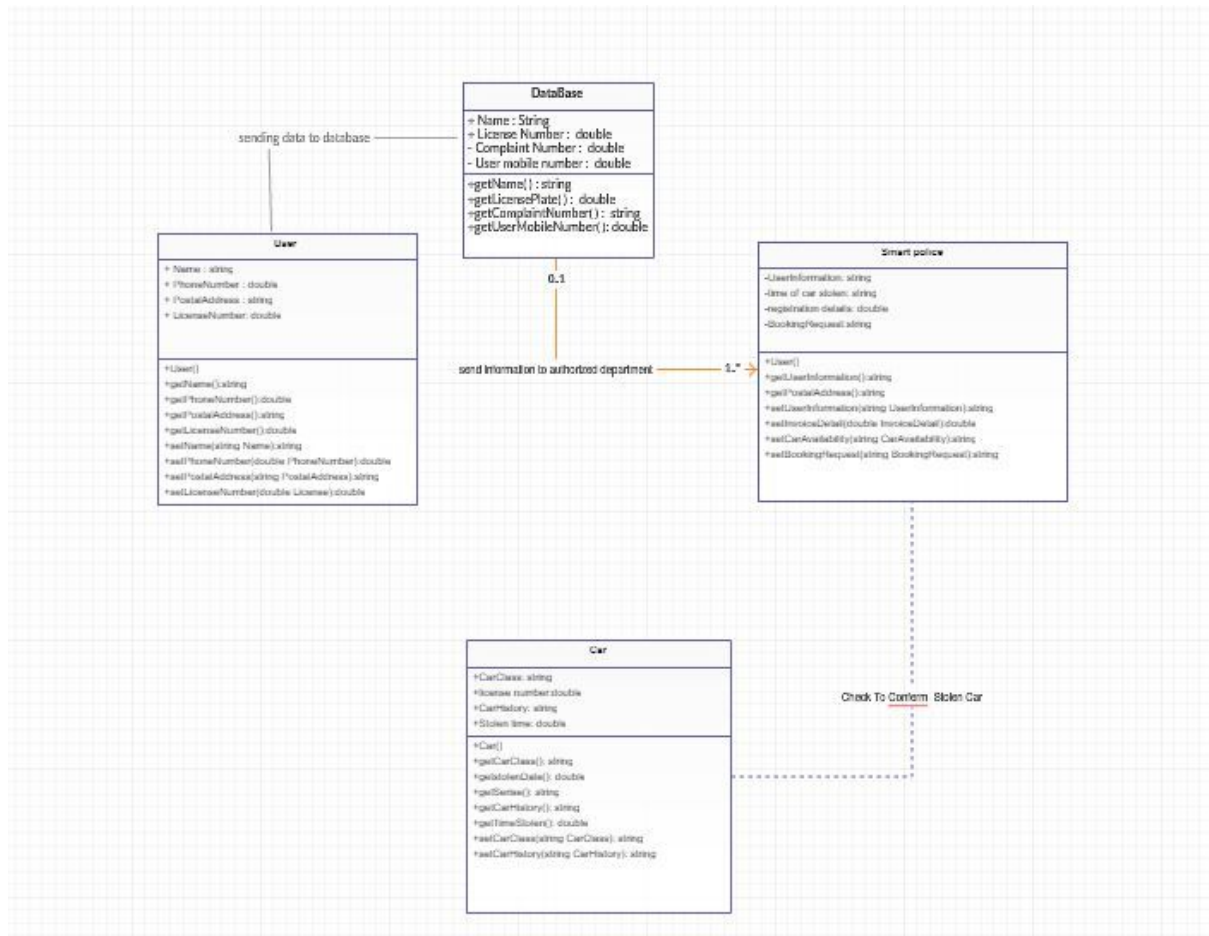 DataBase
+ Name : String
+ License Number : double
- Complaint Number : double
- User mobile number : double
+getName() : string
+getLicensePlate() : double
+getComplaintNumber() : string
+getUserMobileNumber(): double
sending data to database
User
+ Name : string
+ PhoneNumber : double
+ PostalAddress : string
+ LicenseNumber: double
+User()
+getName():string
+getPhoneNumber():double
+getPostalAddress():string
+getLicenseNumber():double
+setName(string Name):string
+setPhoneNumber(double PhoneNumber):double
+setPostalAddress(string PostalAddress):string
+setLicenseNumber(double License):double
0..1
send information to authorized department
1..*
Smart police
-UserInformation: string
-time of car stolen: string
-registration details: double
-BookingRequest:string
+User()
+getUserInformation():string
+getPostalAddress():string
+setUserInformation(string UserInformation):string
+setInvoiceDetail(double InvoiceDetail):double
+setCarAvailability(string CarAvailability):string
+setBookingRequest(string BookingRequest):string
Check To Conferm Stolen Car
Car
+CarClass: string
+license number:double
+CarHistory: string
+Stolen time: double
+Car()
+getCarClass(): string
+getstolenDate(): double
+getSeries(): string
+getCarHistory(): string
+getTimeStolen(): double
+setCarClass(string CarClass): string
+setCarHistory(string CarHistory): string